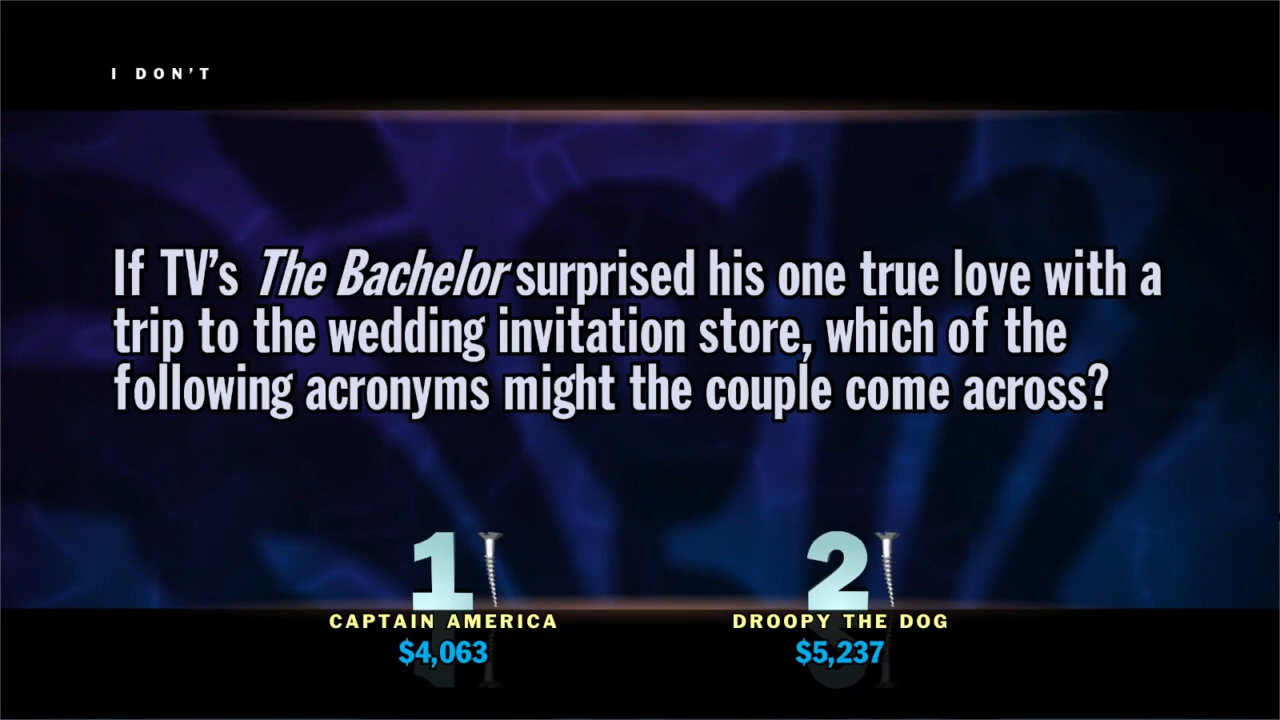 I DON'T
If TV's The Bachelor surprised his one true love with a
trip to the wedding invitation store, which of the
following acronyms might the couple come across?
1 2
CAPTAIN AMERICA DROOPY THE DOG
$4,063 $5,237